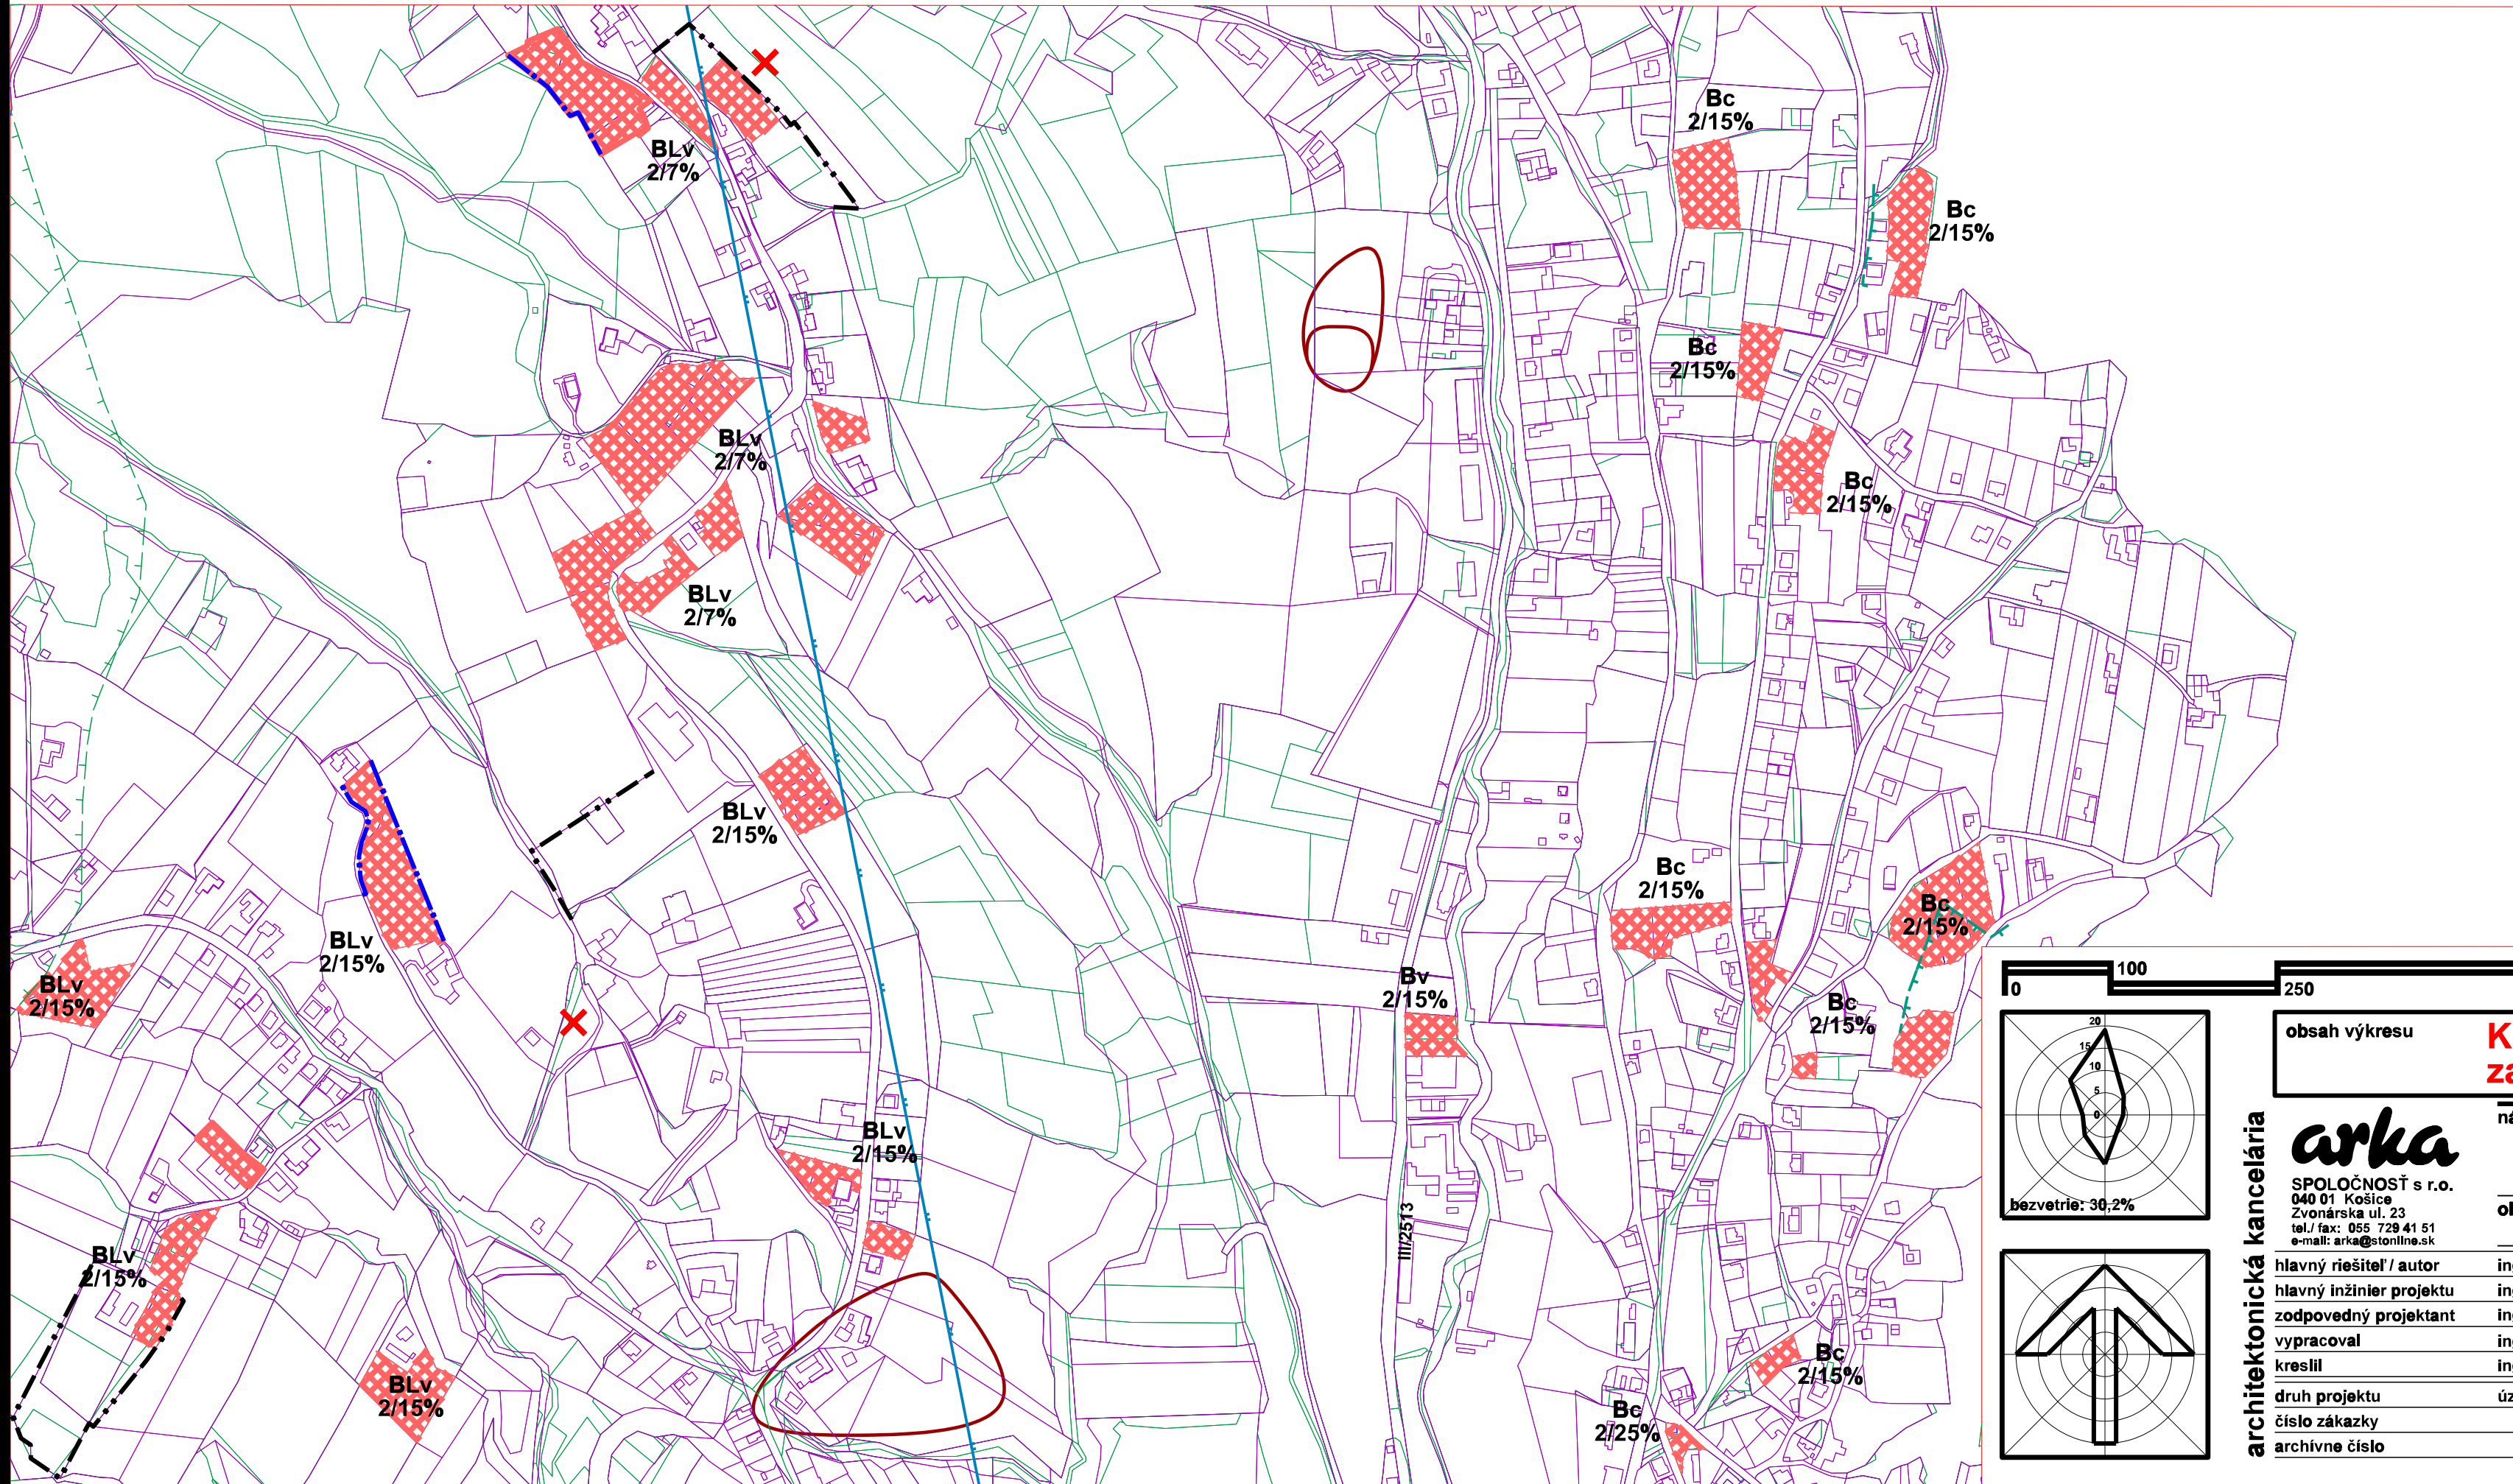 BLv
2/7%
Bc
2/15%
Bc
2/15%
Bc
2/15%
BLv
2/7%
Bc
2/15%
BLv
2/7%
BLv
2/15%
Bc
2/15%
Bc
2/15%
BLv
2/15%
BLv
2/15%
Bv
2/15%
Bc
2/15%
BLv
2/15%
III/2513
BLv
2/15%
BLv
2/15%
Bc
2/15%
Bc
2/25%
0
100
250
20
15
10
5
0
bezvetrie: 30,2%
obsah výkresu
architektonická kancelária
arka
SPOLOČNOSŤ s r.o.
040 01 Košice
Zvonárska ul. 23
tel./ fax: 055 729 41 51
e-mail: arka@stonline.sk
hlavný riešiteľ / autor
hlavný inžinier projektu
zodpovedný projektant
vypracoval
kreslil
druh projektu
číslo zákazky
archívne číslo